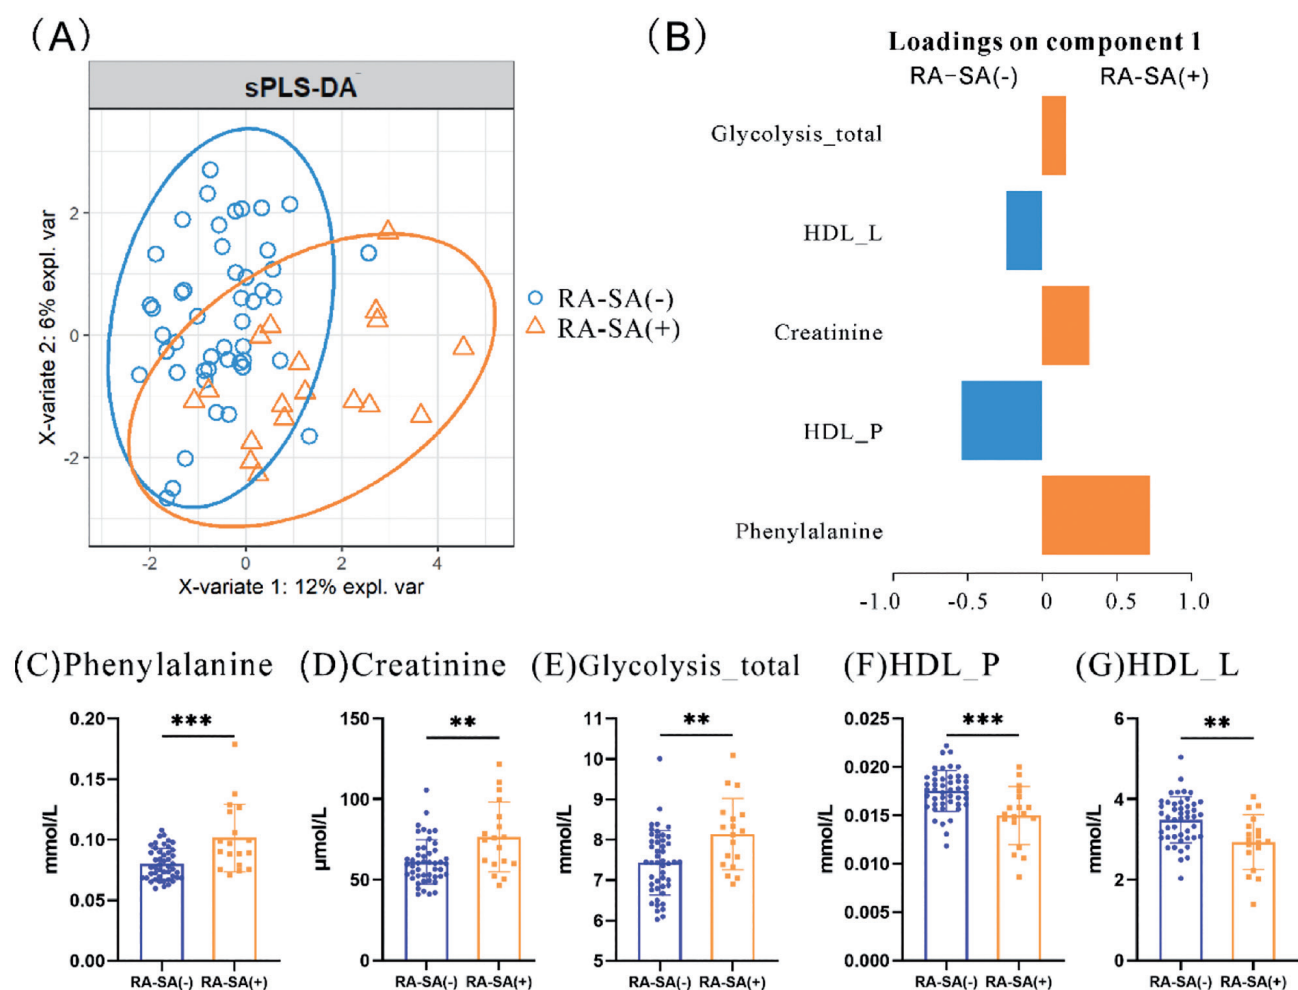 (A)
sPLS-DA
X-variate 2: 6% expl. var
2
0
-2
-2
0
2
4
X-variate 1: 12% expl. var
RA-SA(-)
RA-SA(+)
(B)
Loadings on component 1
RA-SA(-)
RA-SA(+)
Glycolysis_total
HDL_L
Creatinine
HDL_P
Phenylalanine
-1.0
-0.5
0
0.5
1.0
(C)Phenylalanine
mmol/L
0.20
0.15
0.10
0.05
0.00
***
RA-SA(-)
RA-SA(+)
(D)Creatinine
μmol/L
150
100
50
0
**
RA-SA(-)
RA-SA(+)
(E)Glycolysis_total
mmol/L
11
10
9
8
7
6
5
**
RA-SA(-)
RA-SA(+)
(F)HDL_P
mmol/L
0.025
0.020
0.015
0.010
0.005
0.000
***
RA-SA(-)
RA-SA(+)
(G)HDL_L
mmol/L
6
4
2
0
**
RA-SA(-)
RA-SA(+)